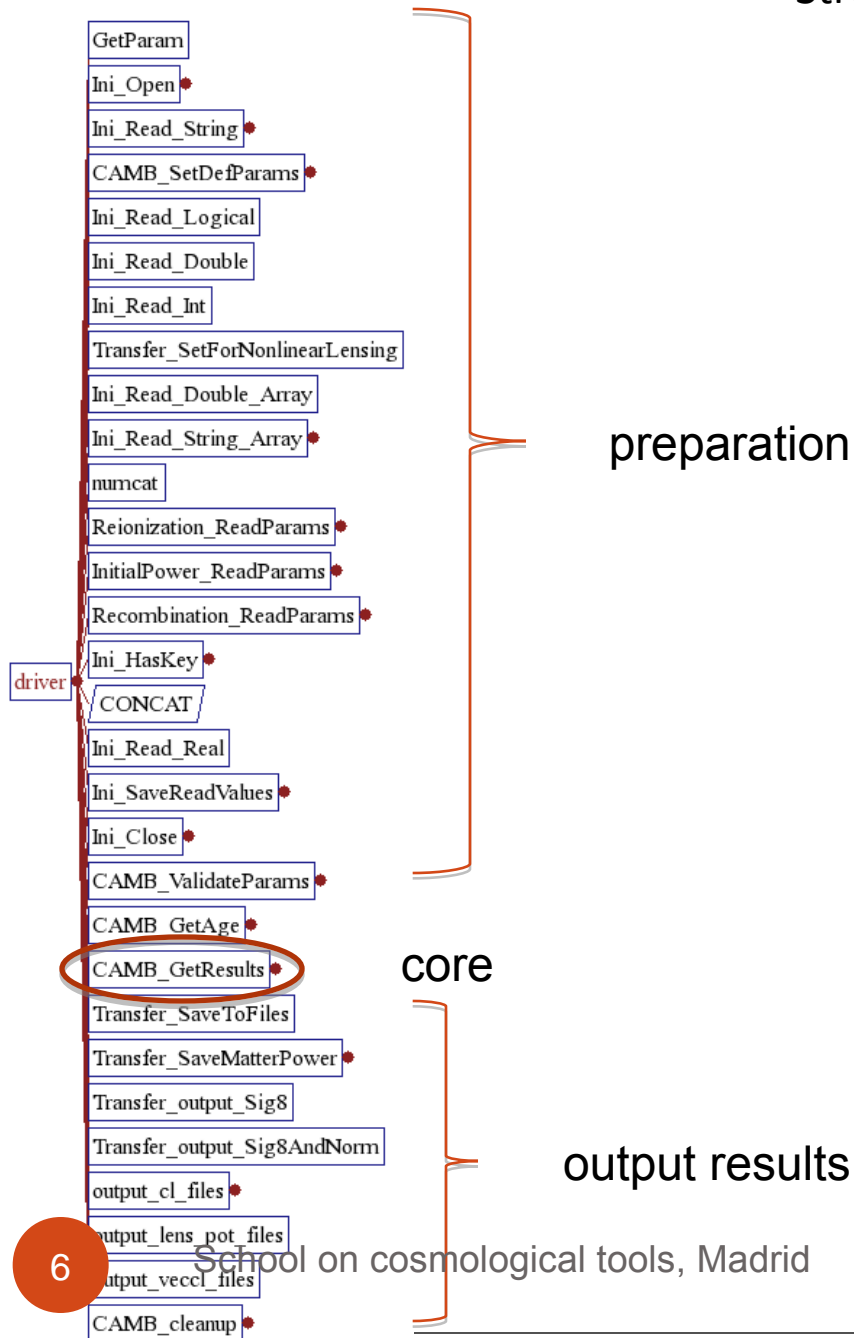 GetParam
Ini_Open
Ini_Read_String
CAMB_SetDefParams
Ini_Read_Logical
Ini_Read_Double
Ini_Read_Int
Transfer_SetForNonlinearLensing
Ini_Read_Double_Array
Ini_Read_String_Array
preparation
numcat
Reionization_ReadParams
InitialPower_ReadParams
Recombination_ReadParams
Ini_HasKey
driver
CONCAT
Ini_Read_Real
Ini_SaveReadValues
Ini_Close
CAMB_ValidateParams
CAMB_GetAge
CAMB_GetResults
core
Transfer_SaveToFiles
Transfer_SaveMatterPower
Transfer_output_Sig8
Transfer_output_Sig8AndNorm
output results
output_cl_files
output_lens_pot_files
6
School on cosmological tools, Madrid
output_veccl_files
CAMB_cleanup